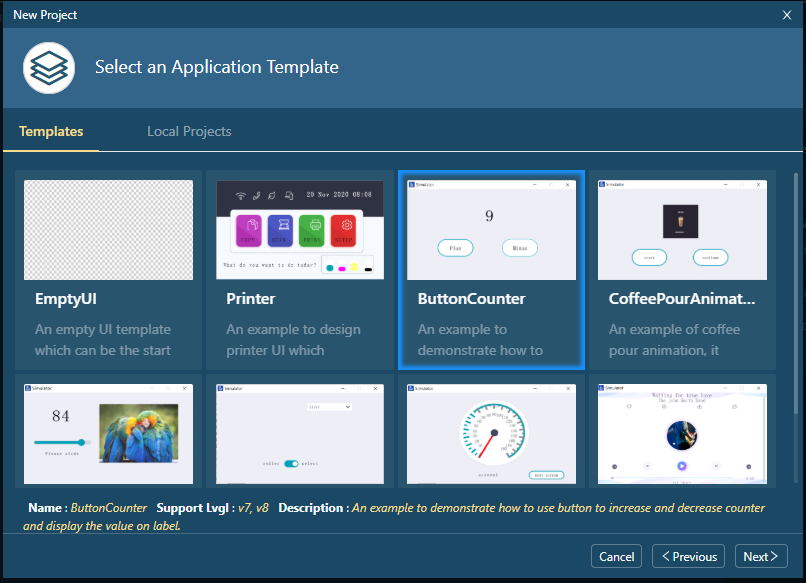 New Project
Select an Application Template
Templates
Local Projects
20 Nov 2020 08:08
COPY SCAN PRINT SETUP
What do you want to do today?
Simulator
9
Plus Minus
Simulator
start continue
EmptyUI
An empty UI template
which can be the start
Printer
An example to design
printer UI which
ButtonCounter
An example to
demonstrate how to
CoffeePourAnimat...
An example of coffee
pour animation, it
Simulator
84
Please slide
Simulator
Simulator
Simulator
Waiting for true love
The John Smith Band
Name : ButtonCounter Support Lvgl : v7, v8 Description : An example to demonstrate how to use button to increase and decrease counter
and display the value on label.
Cancel
Previous
Next